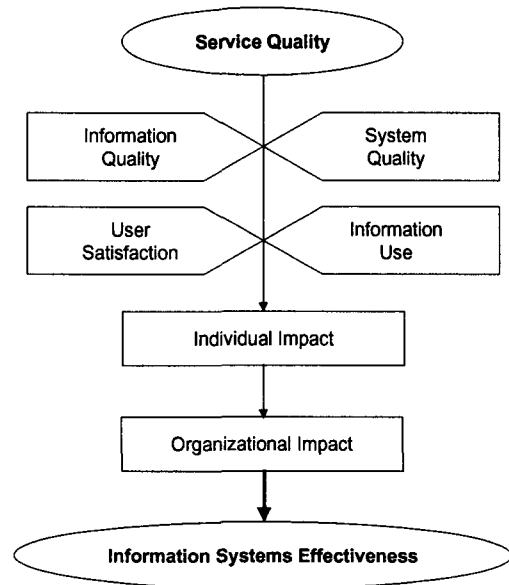 Service Quality
Information
Quality
System
Quality
User
Satisfaction
Information
Use
Individual Impact
Organizational Impact
Information Systems Effectiveness